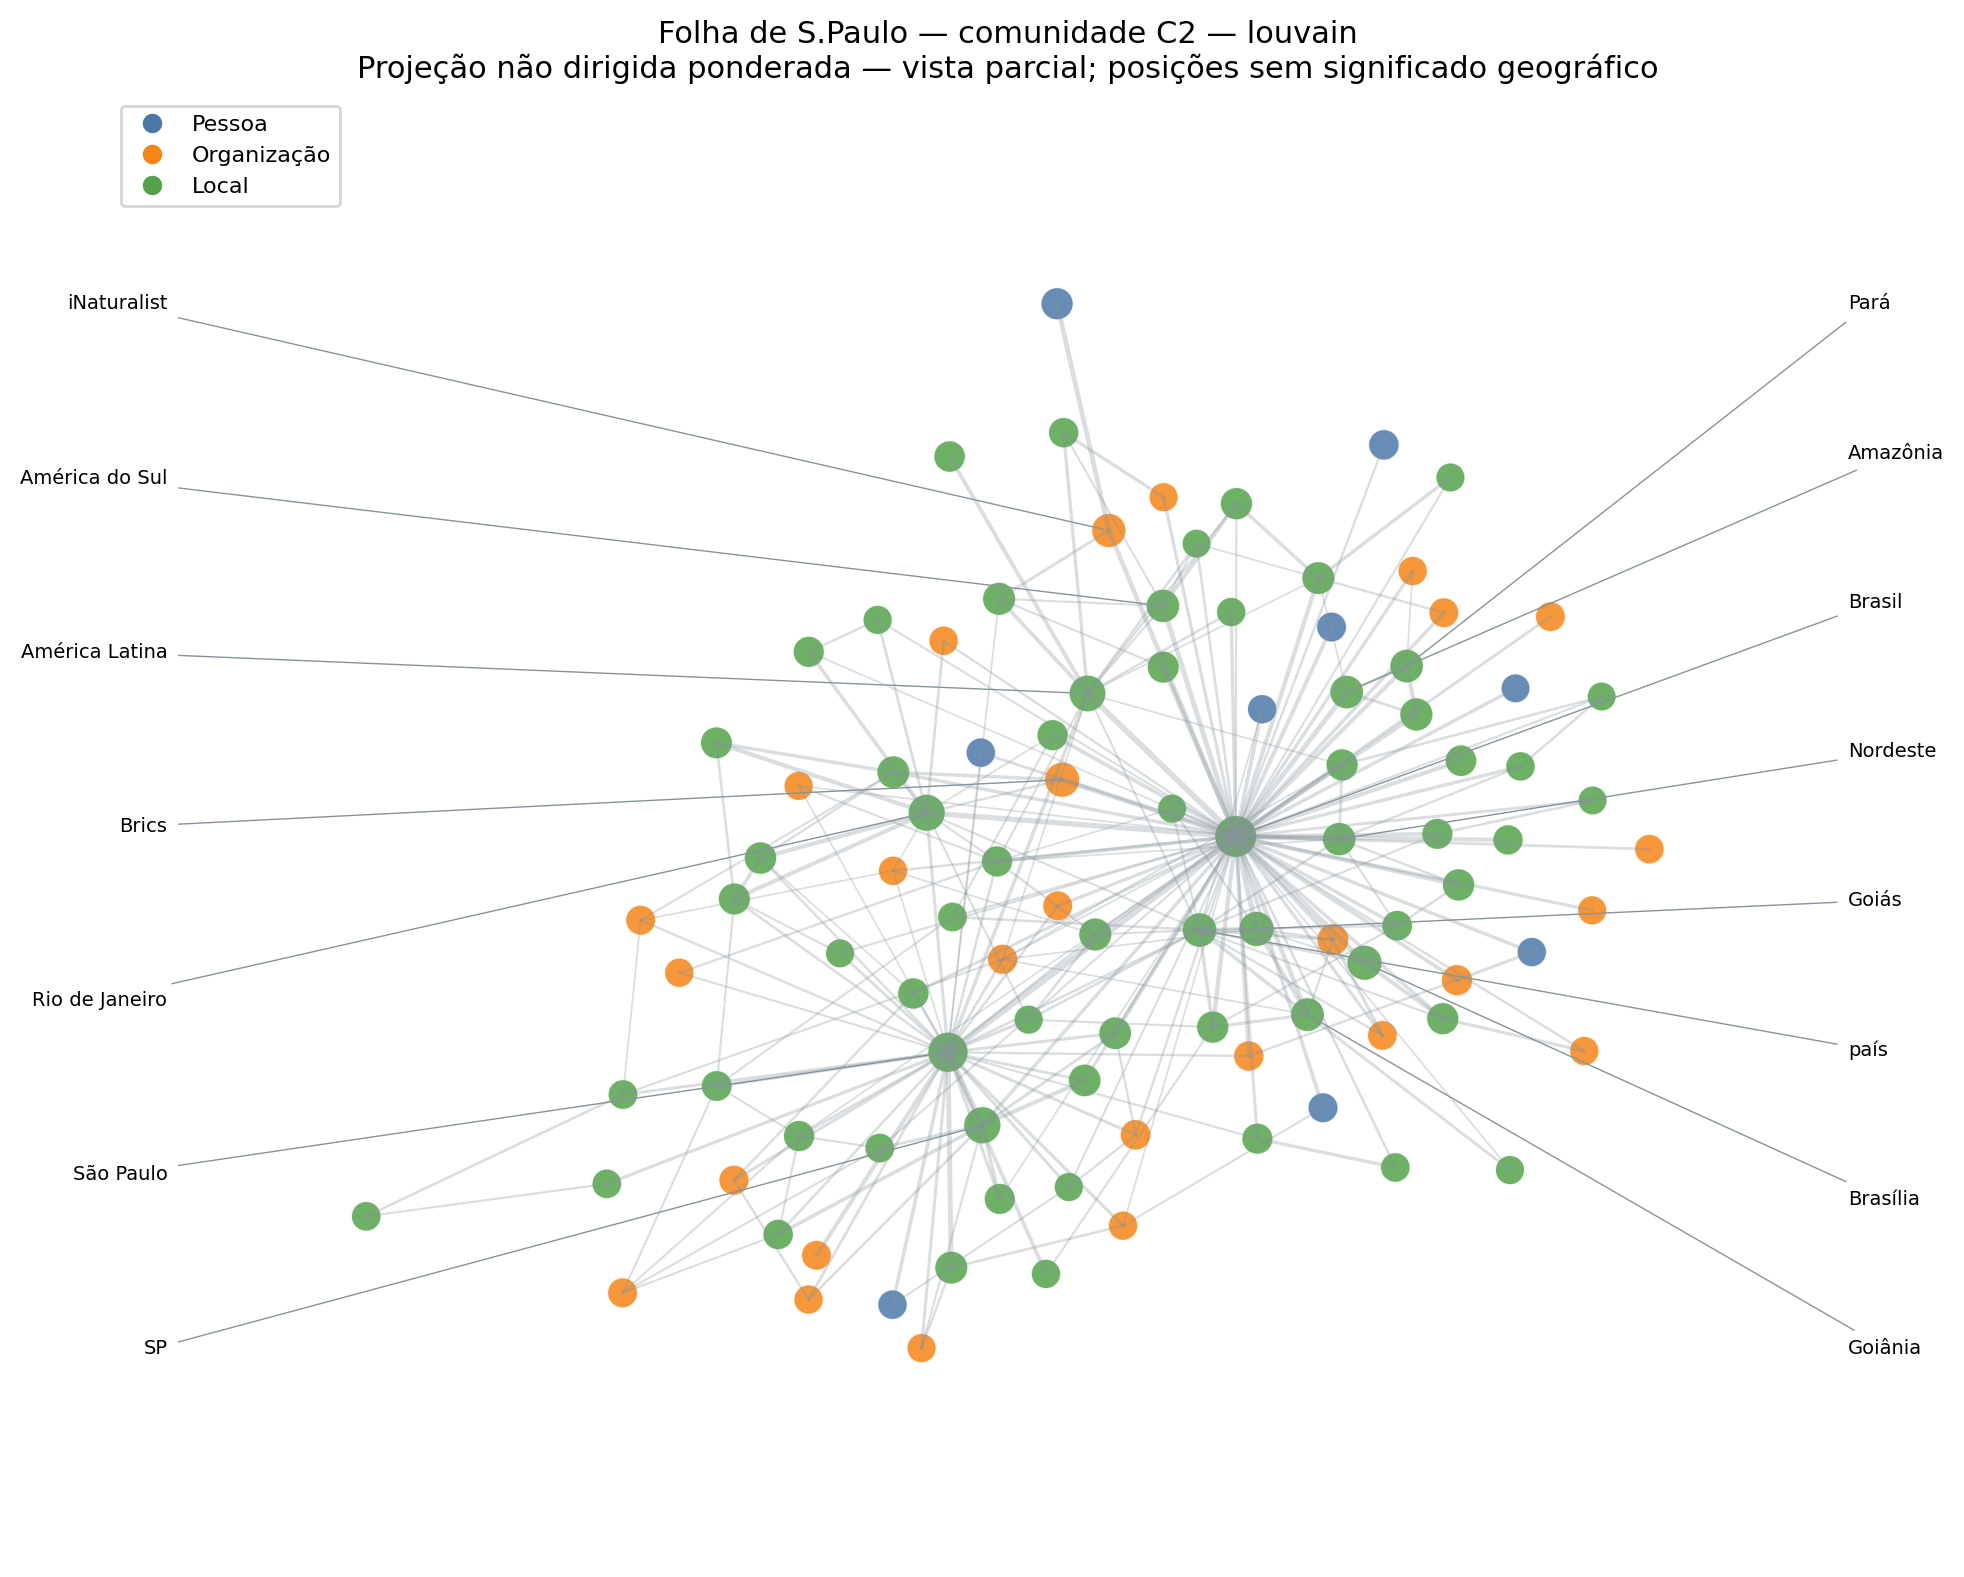 Folha de S.Paulo — comunidade C2 — louvain
Projeção não dirigida ponderada — vista parcial; posições sem significado geográfico
Pessoa
Organização
Local
iNaturalist
América do Sul
América Latina
Brics
Rio de Janeiro
São Paulo
SP
Pará
Amazônia
Brasil
Nordeste
Goiás
país
Brasília
Goiânia